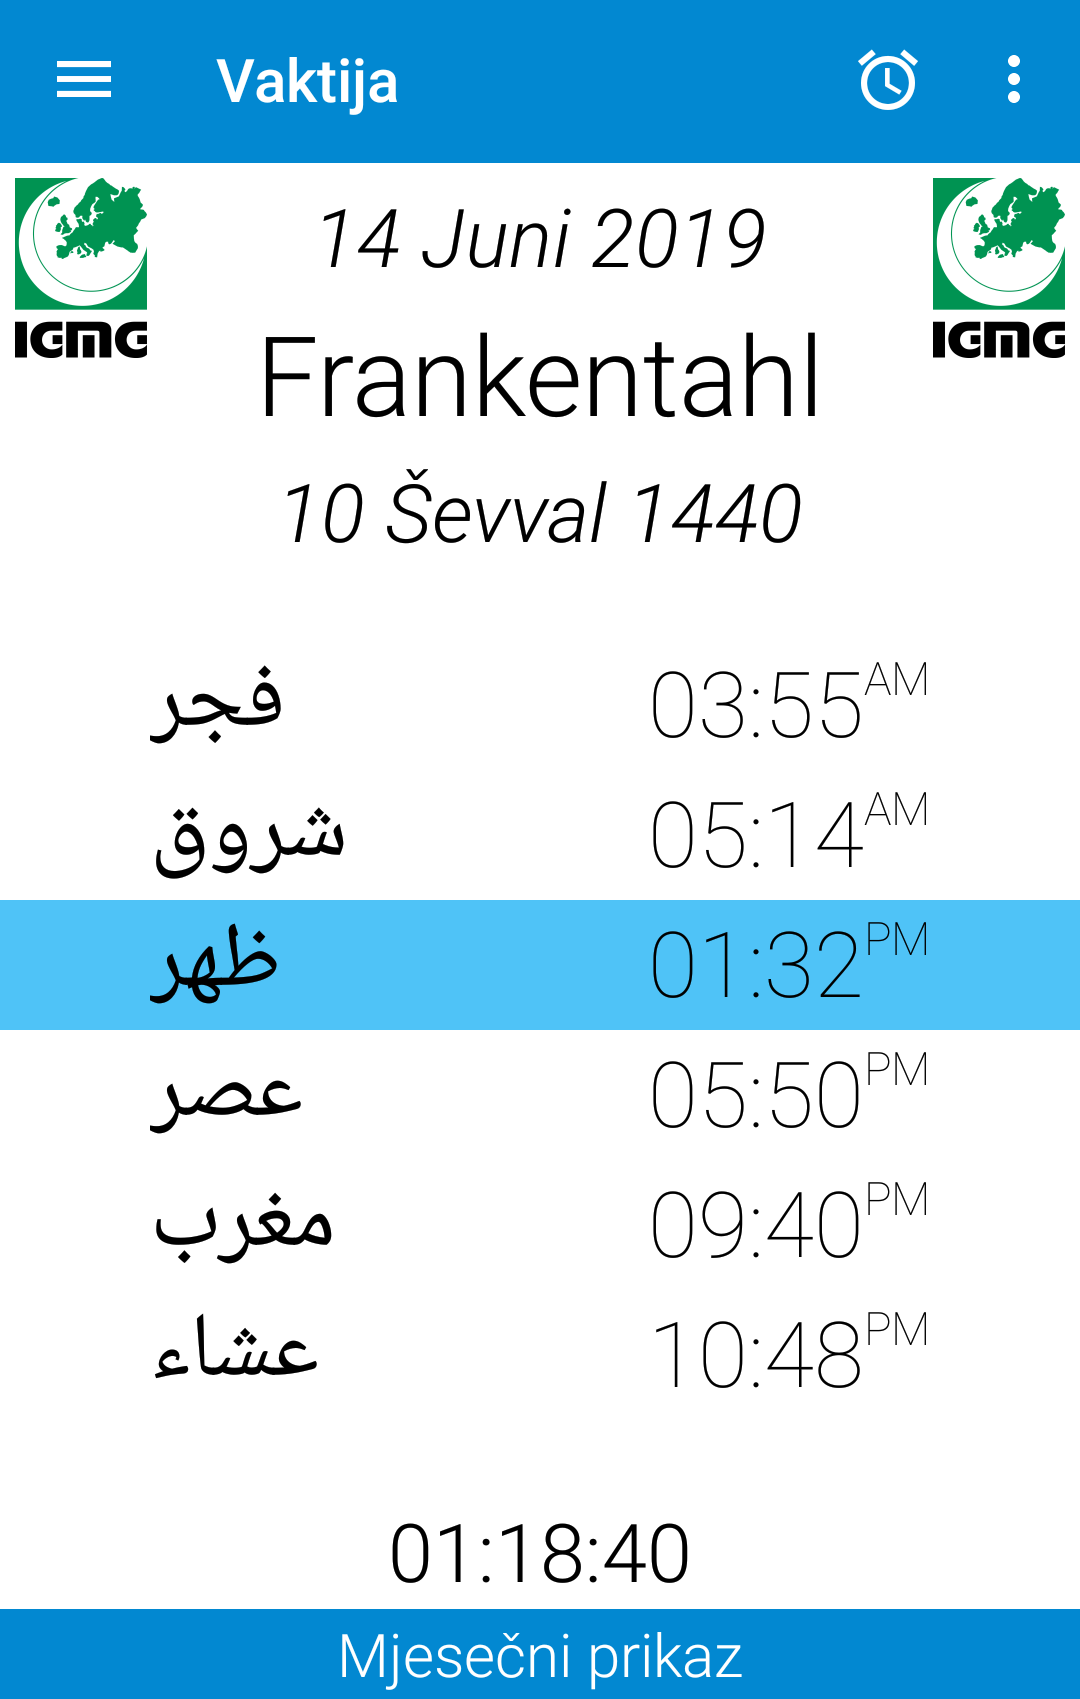 Vaktija
IGMG
IGMG
14 Juni 2019
Frankentahl
10 Ševval 1440
فجر 03:55 AM
شروق 05:14 AM
ظهر 01:32 PM
عصر 05:50 PM
مغرب 09:40 PM
عشاء 10:48 PM
01:18:40
Mjesečni prikaz